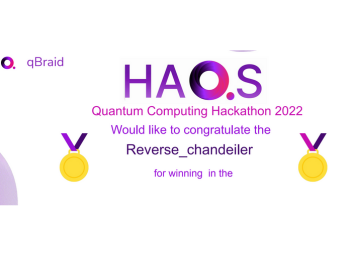 qBraid
HAQ.S
Quantum Computing Hackathon 2022
Would like to congratulate the
Reverse_chandeiler
for winning in the